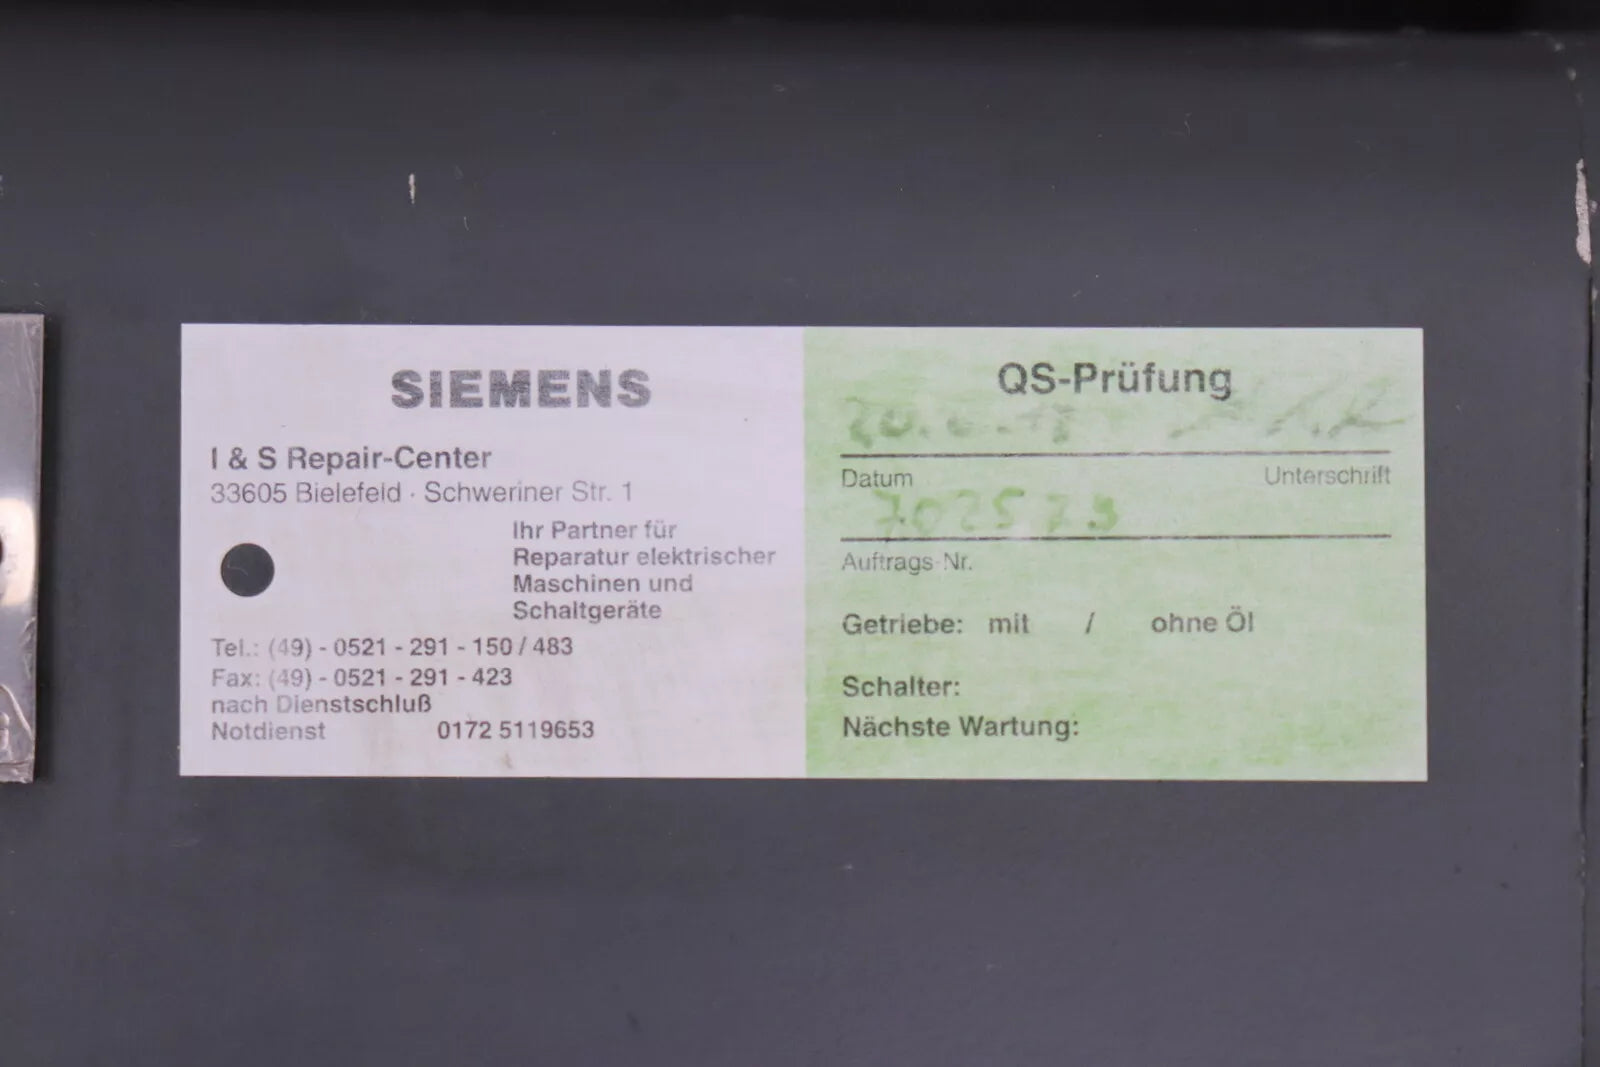 SIEMENS
I & S Repair-Center
33605 Bielefeld · Schweriner Str. 1
Ihr Partner für
Reparatur elektrischer
Maschinen und
Schaltgeräte
Tel.: (49) - 0521 - 291 - 150 / 483
Fax: (49) - 0521 - 291 - 423
nach Dienstschluß
Notdienst 0172 5119653
QS-Prüfung
Datum Unterschrift
702573
Auftrags-Nr.
Getriebe: mit / ohne Öl
Schalter:
Nächste Wartung: